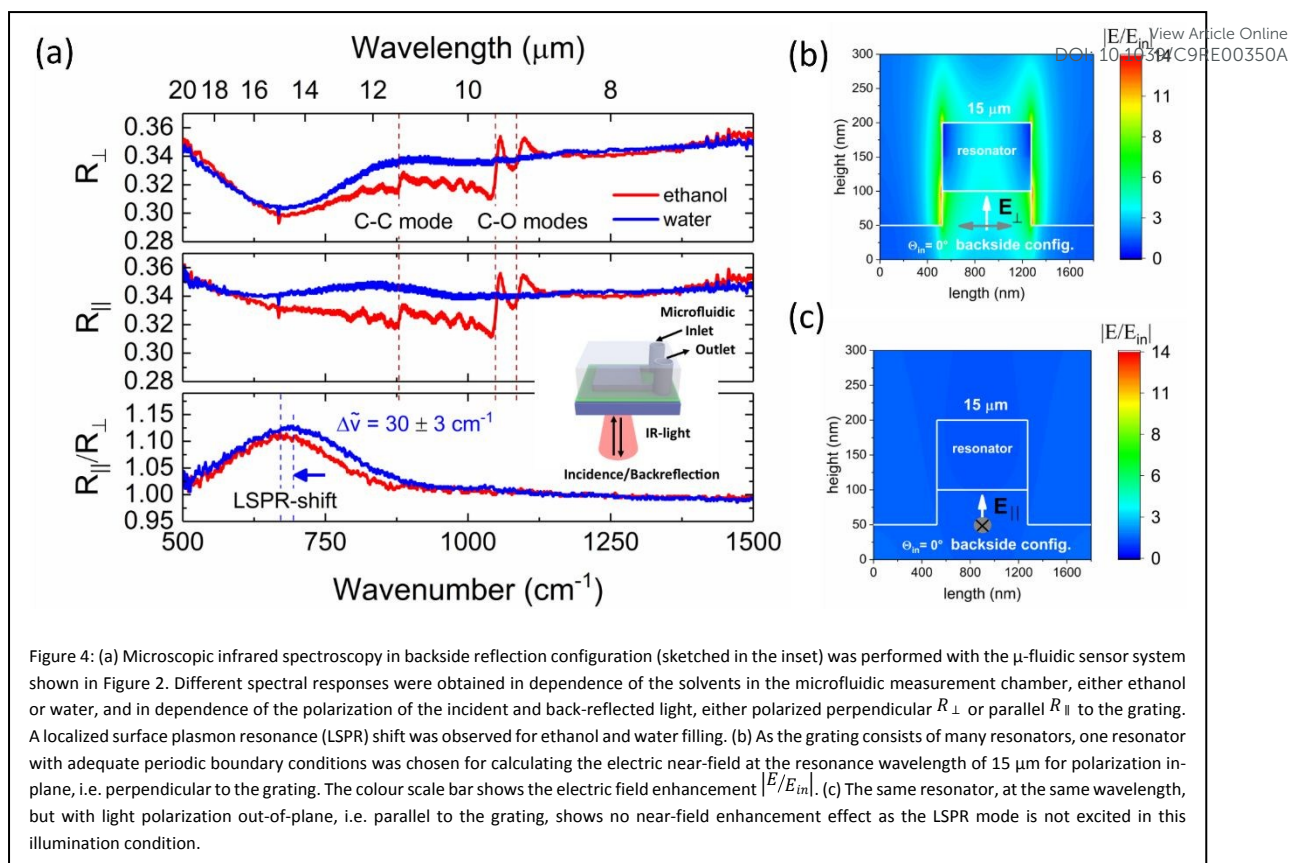 View Article Online
DOI: 10.1039/C9RE00350A
(a)
Wavelength (μm)
20 18 16 14 12 10 8
0.36
0.34
0.32
0.30
0.28
R⊥
ethanol
water
C-C mode
C-O modes
0.36
0.34
0.32
0.30
0.28
R||
Microfluidic
Inlet
Outlet
IR-light
Incidence/Backreflection
1.15
1.10
1.05
1.00
0.95
R||/R⊥
Δṽ = 30 ± 3 cm⁻¹
LSPR-shift
500 750 1000 1250 1500
Wavenumber (cm⁻¹)
(b)
|E/Ein|
300
250
200
150
100
50
0
height (nm)
15 μm
resonator
E⊥
Θin= 0° backside config.
0 400 800 1200 1600
length (nm)
14
11
8
6
3
0
(c)
|E/Ein|
300
250
200
150
100
50
0
height (nm)
15 μm
resonator
E||
Θin= 0° backside config.
0 400 800 1200 1600
length (nm)
14
11
8
6
3
0
Figure 4: (a) Microscopic infrared spectroscopy in backside reflection configuration (sketched in the inset) was performed with the μ-fluidic sensor system
shown in Figure 2. Different spectral responses were obtained in dependence of the solvents in the microfluidic measurement chamber, either ethanol
or water, and in dependence of the polarization of the incident and back-reflected light, either polarized perpendicular R⊥ or parallel R∥ to the grating.
A localized surface plasmon resonance (LSPR) shift was observed for ethanol and water filling. (b) As the grating consists of many resonators, one resonator
with adequate periodic boundary conditions was chosen for calculating the electric near-field at the resonance wavelength of 15 μm for polarization in-
plane, i.e. perpendicular to the grating. The colour scale bar shows the electric field enhancement |E/Ein|. (c) The same resonator, at the same wavelength,
but with light polarization out-of-plane, i.e. parallel to the grating, shows no near-field enhancement effect as the LSPR mode is not excited in this
illumination condition.